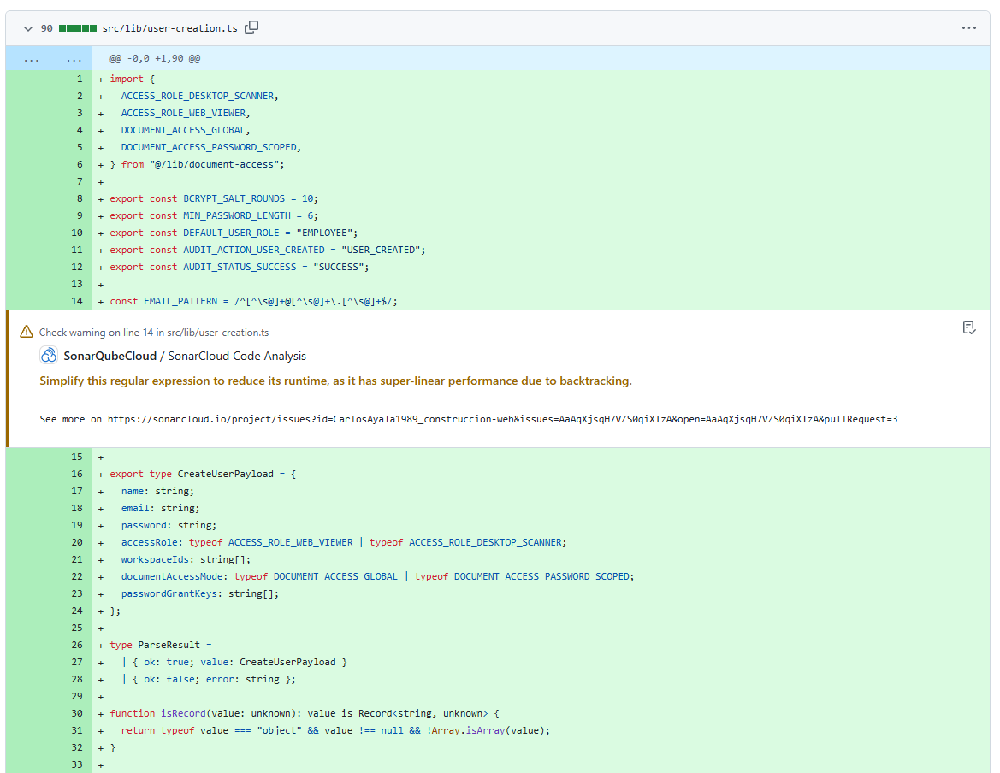 90 src/lib/user-creation.ts
... ... @@ -0,0 +1,90 @@
1 + import {
2 + ACCESS_ROLE_DESKTOP_SCANNER,
3 + ACCESS_ROLE_WEB_VIEWER,
4 + DOCUMENT_ACCESS_GLOBAL,
5 + DOCUMENT_ACCESS_PASSWORD_SCOPED,
6 + } from "@/lib/document-access";
7 +
8 + export const BCRYPT_SALT_ROUNDS = 10;
9 + export const MIN_PASSWORD_LENGTH = 6;
10 + export const DEFAULT_USER_ROLE = "EMPLOYEE";
11 + export const AUDIT_ACTION_USER_CREATED = "USER_CREATED";
12 + export const AUDIT_STATUS_SUCCESS = "SUCCESS";
13 +
14 + const EMAIL_PATTERN = /^[^\s@]+@[^\s@]+\.[^\s@]+$/;
Check warning on line 14 in src/lib/user-creation.ts
SonarQubeCloud / SonarCloud Code Analysis
Simplify this regular expression to reduce its runtime, as it has super-linear performance due to backtracking.
See more on https://sonarcloud.io/project/issues?id=CarlosAyala1989_construccion-web&issues=AaAqXjsqH7VZS0qiXIzA&open=AaAqXjsqH7VZS0qiXIzA&pullRequest=3
15 +
16 + export type CreateUserPayload = {
17 + name: string;
18 + email: string;
19 + password: string;
20 + accessRole: typeof ACCESS_ROLE_WEB_VIEWER | typeof ACCESS_ROLE_DESKTOP_SCANNER;
21 + workspaceIds: string[];
22 + documentAccessMode: typeof DOCUMENT_ACCESS_GLOBAL | typeof DOCUMENT_ACCESS_PASSWORD_SCOPED;
23 + passwordGrantKeys: string[];
24 + };
25 +
26 + type ParseResult =
27 + | { ok: true; value: CreateUserPayload }
28 + | { ok: false; error: string };
29 +
30 + function isRecord(value: unknown): value is Record<string, unknown> {
31 + return typeof value === "object" && value !== null && !Array.isArray(value);
32 + }
33 +